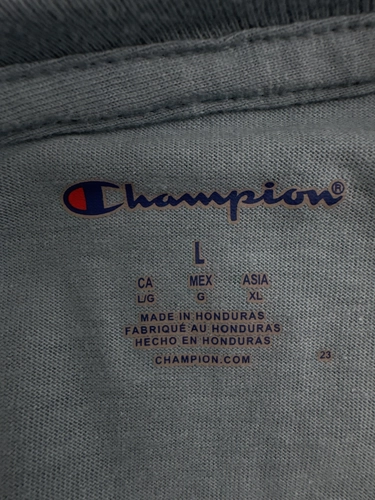 Champion®
L
CA MEX ASIA
L/G G XL
MADE IN HONDURAS
FABRIQUÉ AU HONDURAS
HECHO EN HONDURAS
CHAMPION.COM
23